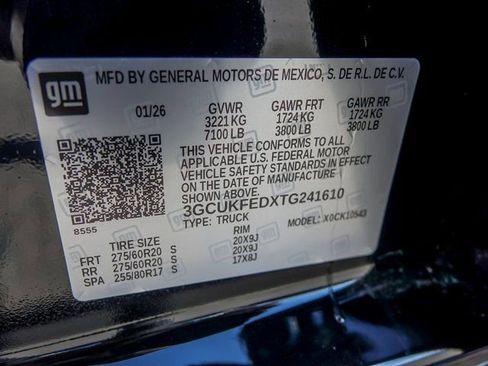 gm
MFD BY GENERAL MOTORS DE MEXICO, S. DE R.L. DE C.V.
01/26 GVWR GAWR FRT GAWR RR
3221 KG 1724 KG 1724 KG
7100 LB 3800 LB 3800 LB
THIS VEHICLE CONFORMS TO ALL
APPLICABLE U.S. FEDERAL MOTOR
VEHICLE SAFETY STANDARDS IN EFFECT
ON THE DATE OF MANUFACTURE
SHOWN ABOVE.
3GCUKFEDXTG241610
8555 TYPE: TRUCK MODEL: X0CK10543
TIRE SIZE RIM
FRT 275/60R20 S 20X9J
RR 275/60R20 S 20X9J
SPA 255/80R17 S 17X8J